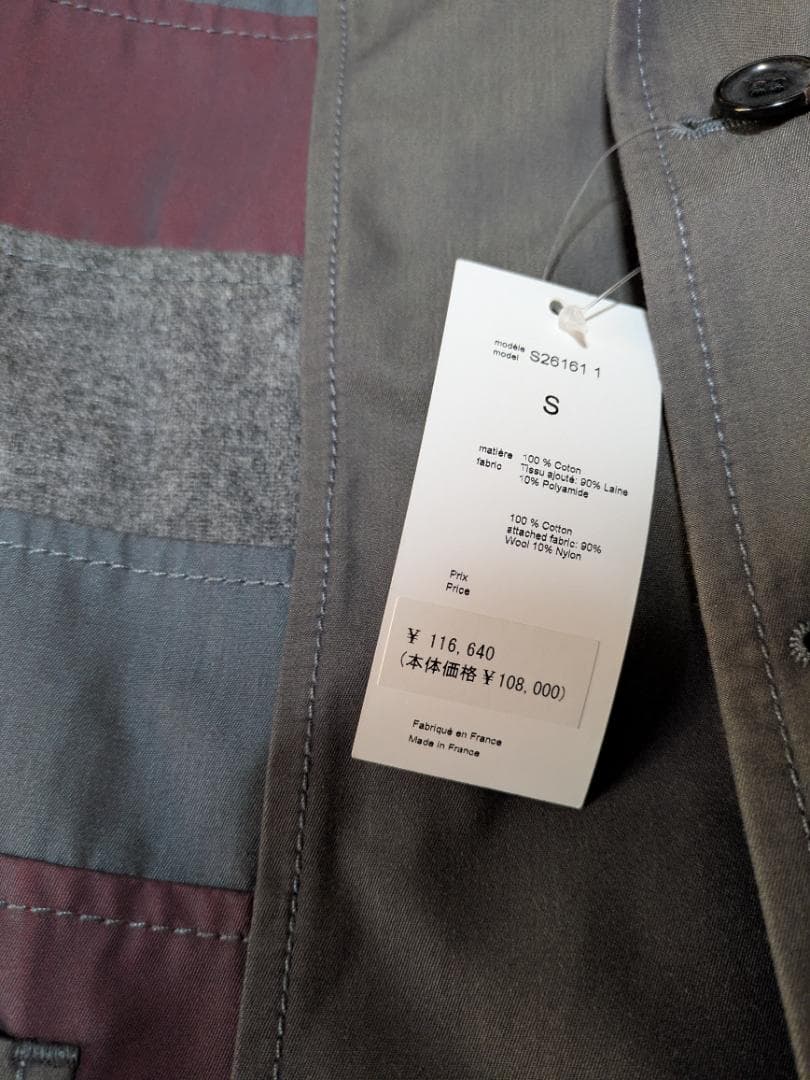 modèle
model S26161 1
S
matière 100 % Coton
fabric Tissu ajouté: 90% Laine
10% Polyamide
100 % Cotton
attached fabric: 90%
Wool 10% Nylon
Prix
Price
¥ 116,640
(本体価格¥108,000)
Fabriqué en France
Made in France